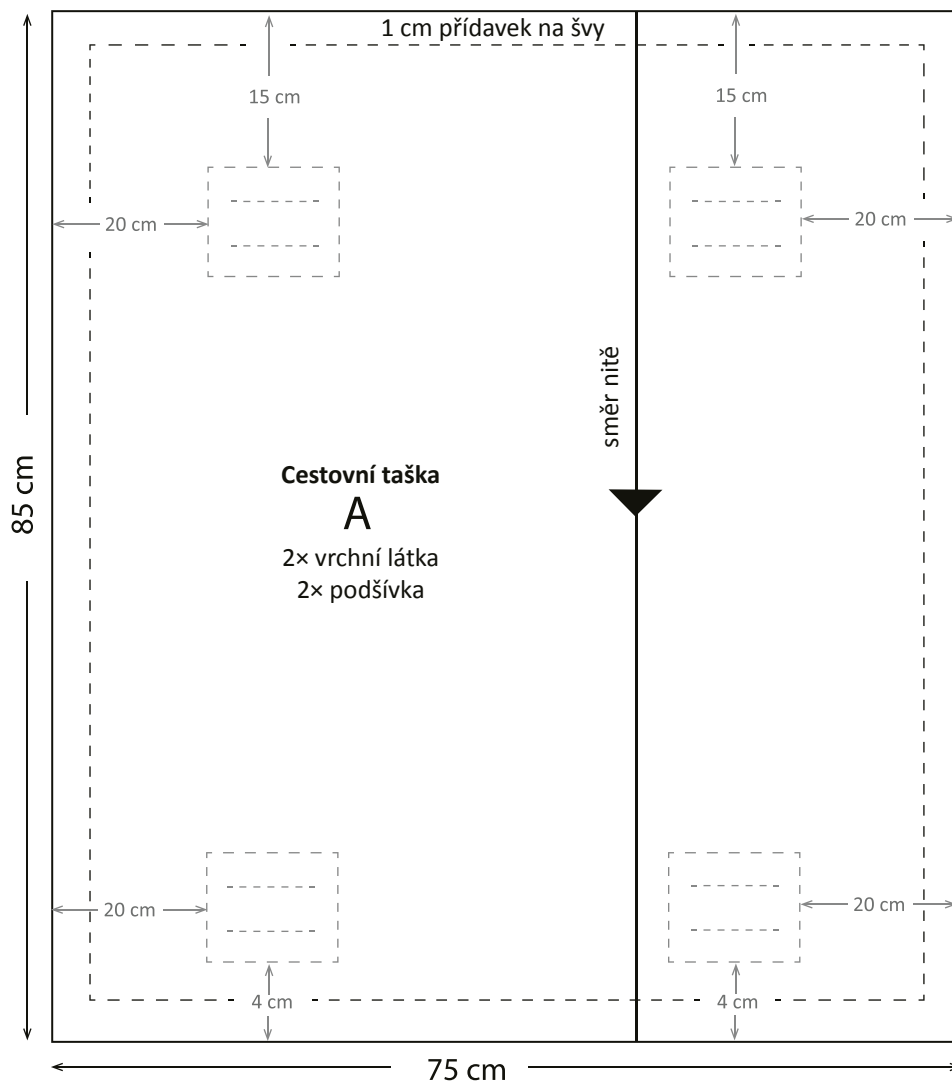 1 cm přídavek na švy
15 cm
15 cm
20 cm
20 cm
směr nitě
85 cm
Cestovní taška
A
2× vrchní látka
2× podšívka
20 cm
20 cm
4 cm
4 cm
75 cm